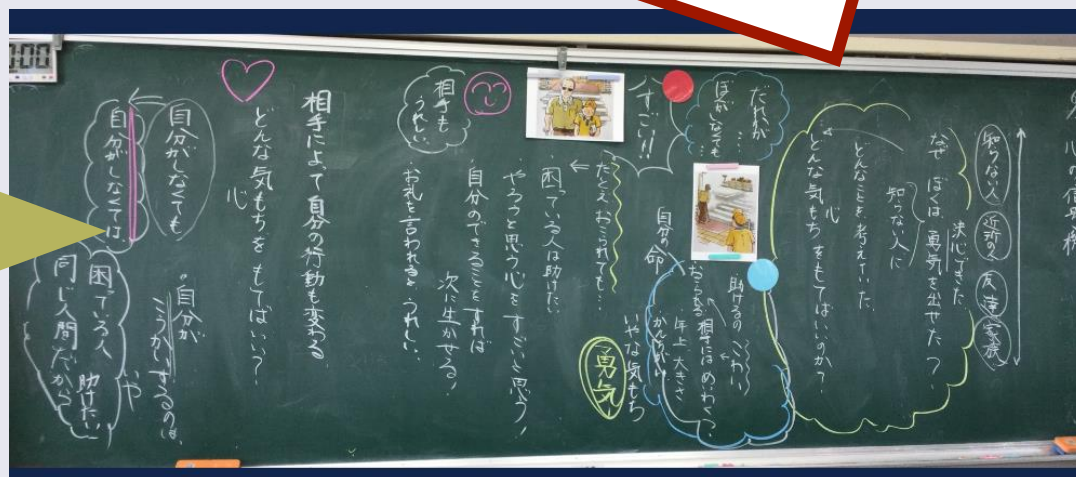 心の信号機
知らない人 近所の人 友達 家族
決心できた
なぜ ぼくは 勇気を出せた?
知らない人に
どんなことを考えていた
心
どんな気もちをもてばいいのか?
だれかが
ぼくがいなくても…
すごい!!
助けるの こわい
おこられる 相手には めいわく?
年上 大きさ
いやな気もち
自分の命
勇気
たとえ おこられても…
困っている人は助けたい
やろうと思う心をすごいと思う!
自分のできることをすれば
次に生かせる!
お礼を言われると うれしい。
相手も
うれしい
相手によって自分の行動も変わる
どんな気もちを もてばいい?
心
自分がしなくても
自分がしなくては
"自分が
こうかいするのは、
や
困っている人
助けたい
同じ人間だから